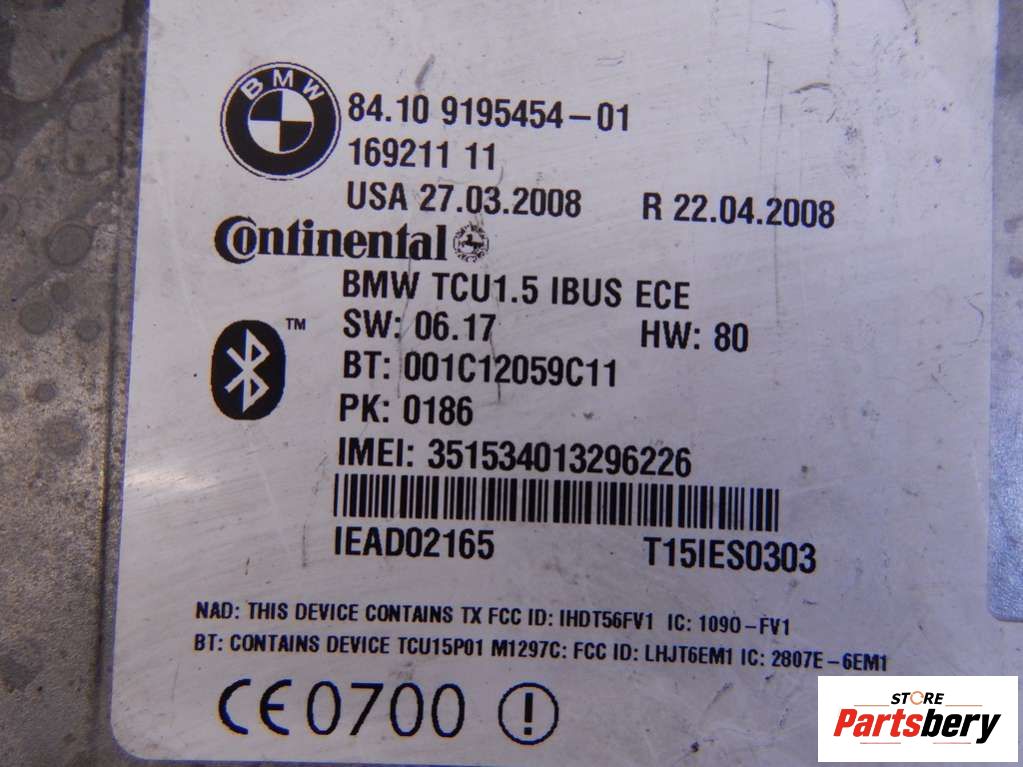 BMW
84.10 9195454-01
169211 11
USA 27.03.2008 R 22.04.2008
Continental
BMW TCU1.5 IBUS ECE
™
SW: 06.17 HW: 80
BT: 001C12059C11
PK: 0186
IMEI: 351534013296226
IEAD02165 T15IES0303
NAD: THIS DEVICE CONTAINS TX FCC ID: IHDT56FV1 IC: 1090-FV1
BT: CONTAINS DEVICE TCU15P01 M1297C: FCC ID: LHJT6EM1 IC: 2807E-6EM1
CE 0700 !
STORE
Partsbery